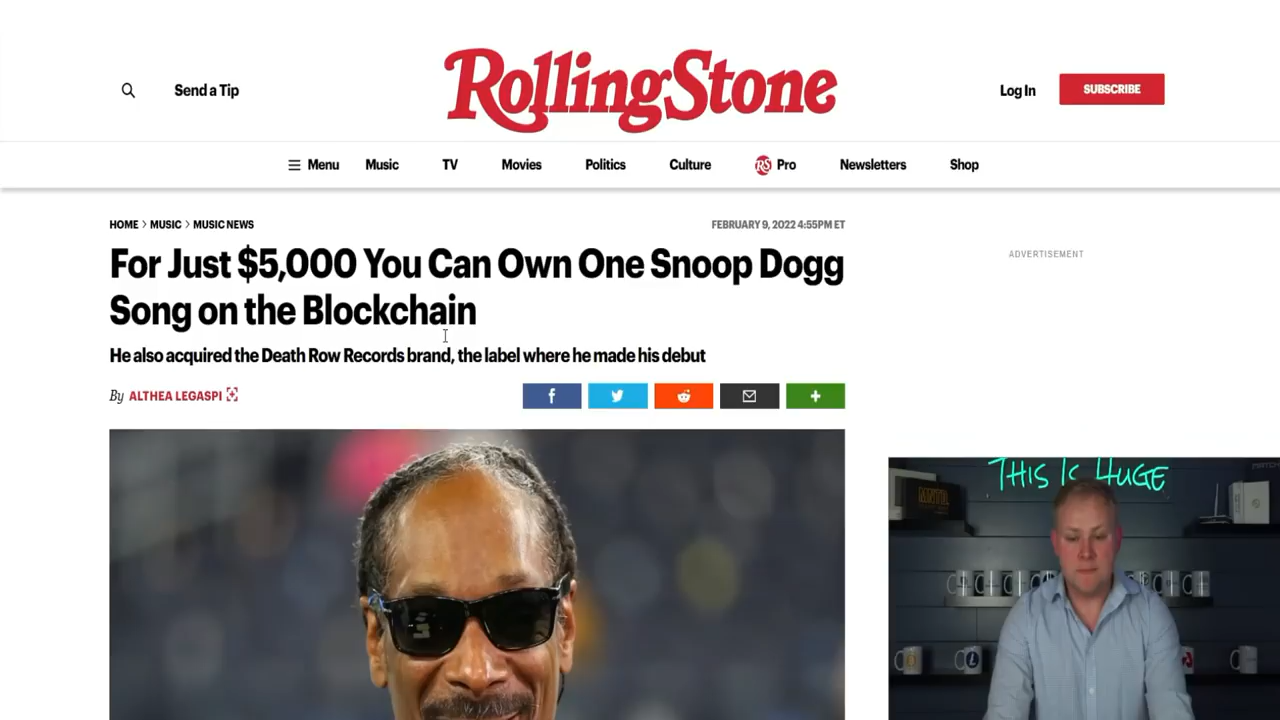 Send a Tip
RollingStone
Log In
SUBSCRIBE
Menu
Music
TV
Movies
Politics
Culture
RS Pro
Newsletters
Shop
HOME > MUSIC > MUSIC NEWS
FEBRUARY 9, 2022 4:55PM ET
For Just $5,000 You Can Own One Snoop Dogg
Song on the Blockchain
He also acquired the Death Row Records brand, the label where he made his debut
By ALTHEA LEGASPI
ADVERTISEMENT
THIS IS HUGE